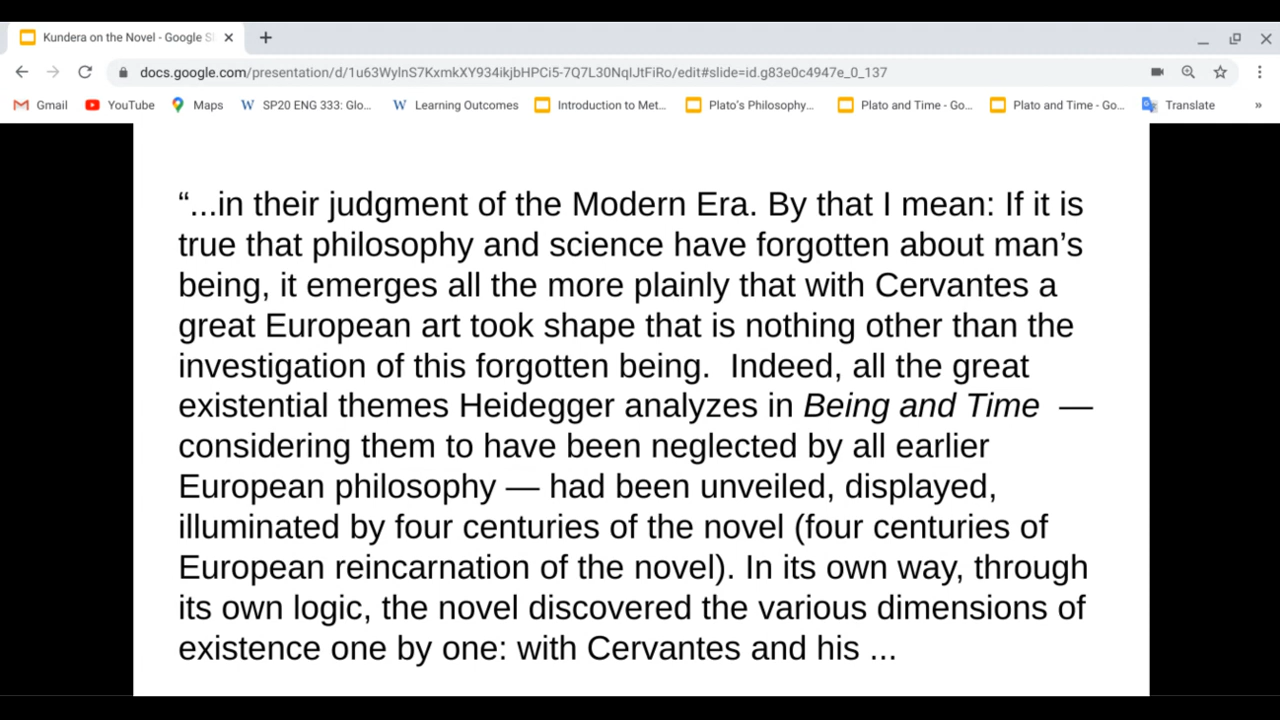 Kundera on the Novel - Google S
docs.google.com/presentation/d/1u63WylnS7KxmkXY934ikjbHPCi5-7Q7L30NqIJtFiRo/edit#slide=id.g83e0c4947e_0_137
Gmail YouTube Maps SP20 ENG 333: Glo... Learning Outcomes Introduction to Met... Plato's Philosophy... Plato and Time - Go... Plato and Time - Go... Translate »
“...in their judgment of the Modern Era. By that I mean: If it is
true that philosophy and science have forgotten about man’s
being, it emerges all the more plainly that with Cervantes a
great European art took shape that is nothing other than the
investigation of this forgotten being.  Indeed, all the great
existential themes Heidegger analyzes in Being and Time  —
considering them to have been neglected by all earlier
European philosophy — had been unveiled, displayed,
illuminated by four centuries of the novel (four centuries of
European reincarnation of the novel). In its own way, through
its own logic, the novel discovered the various dimensions of
existence one by one: with Cervantes and his ...